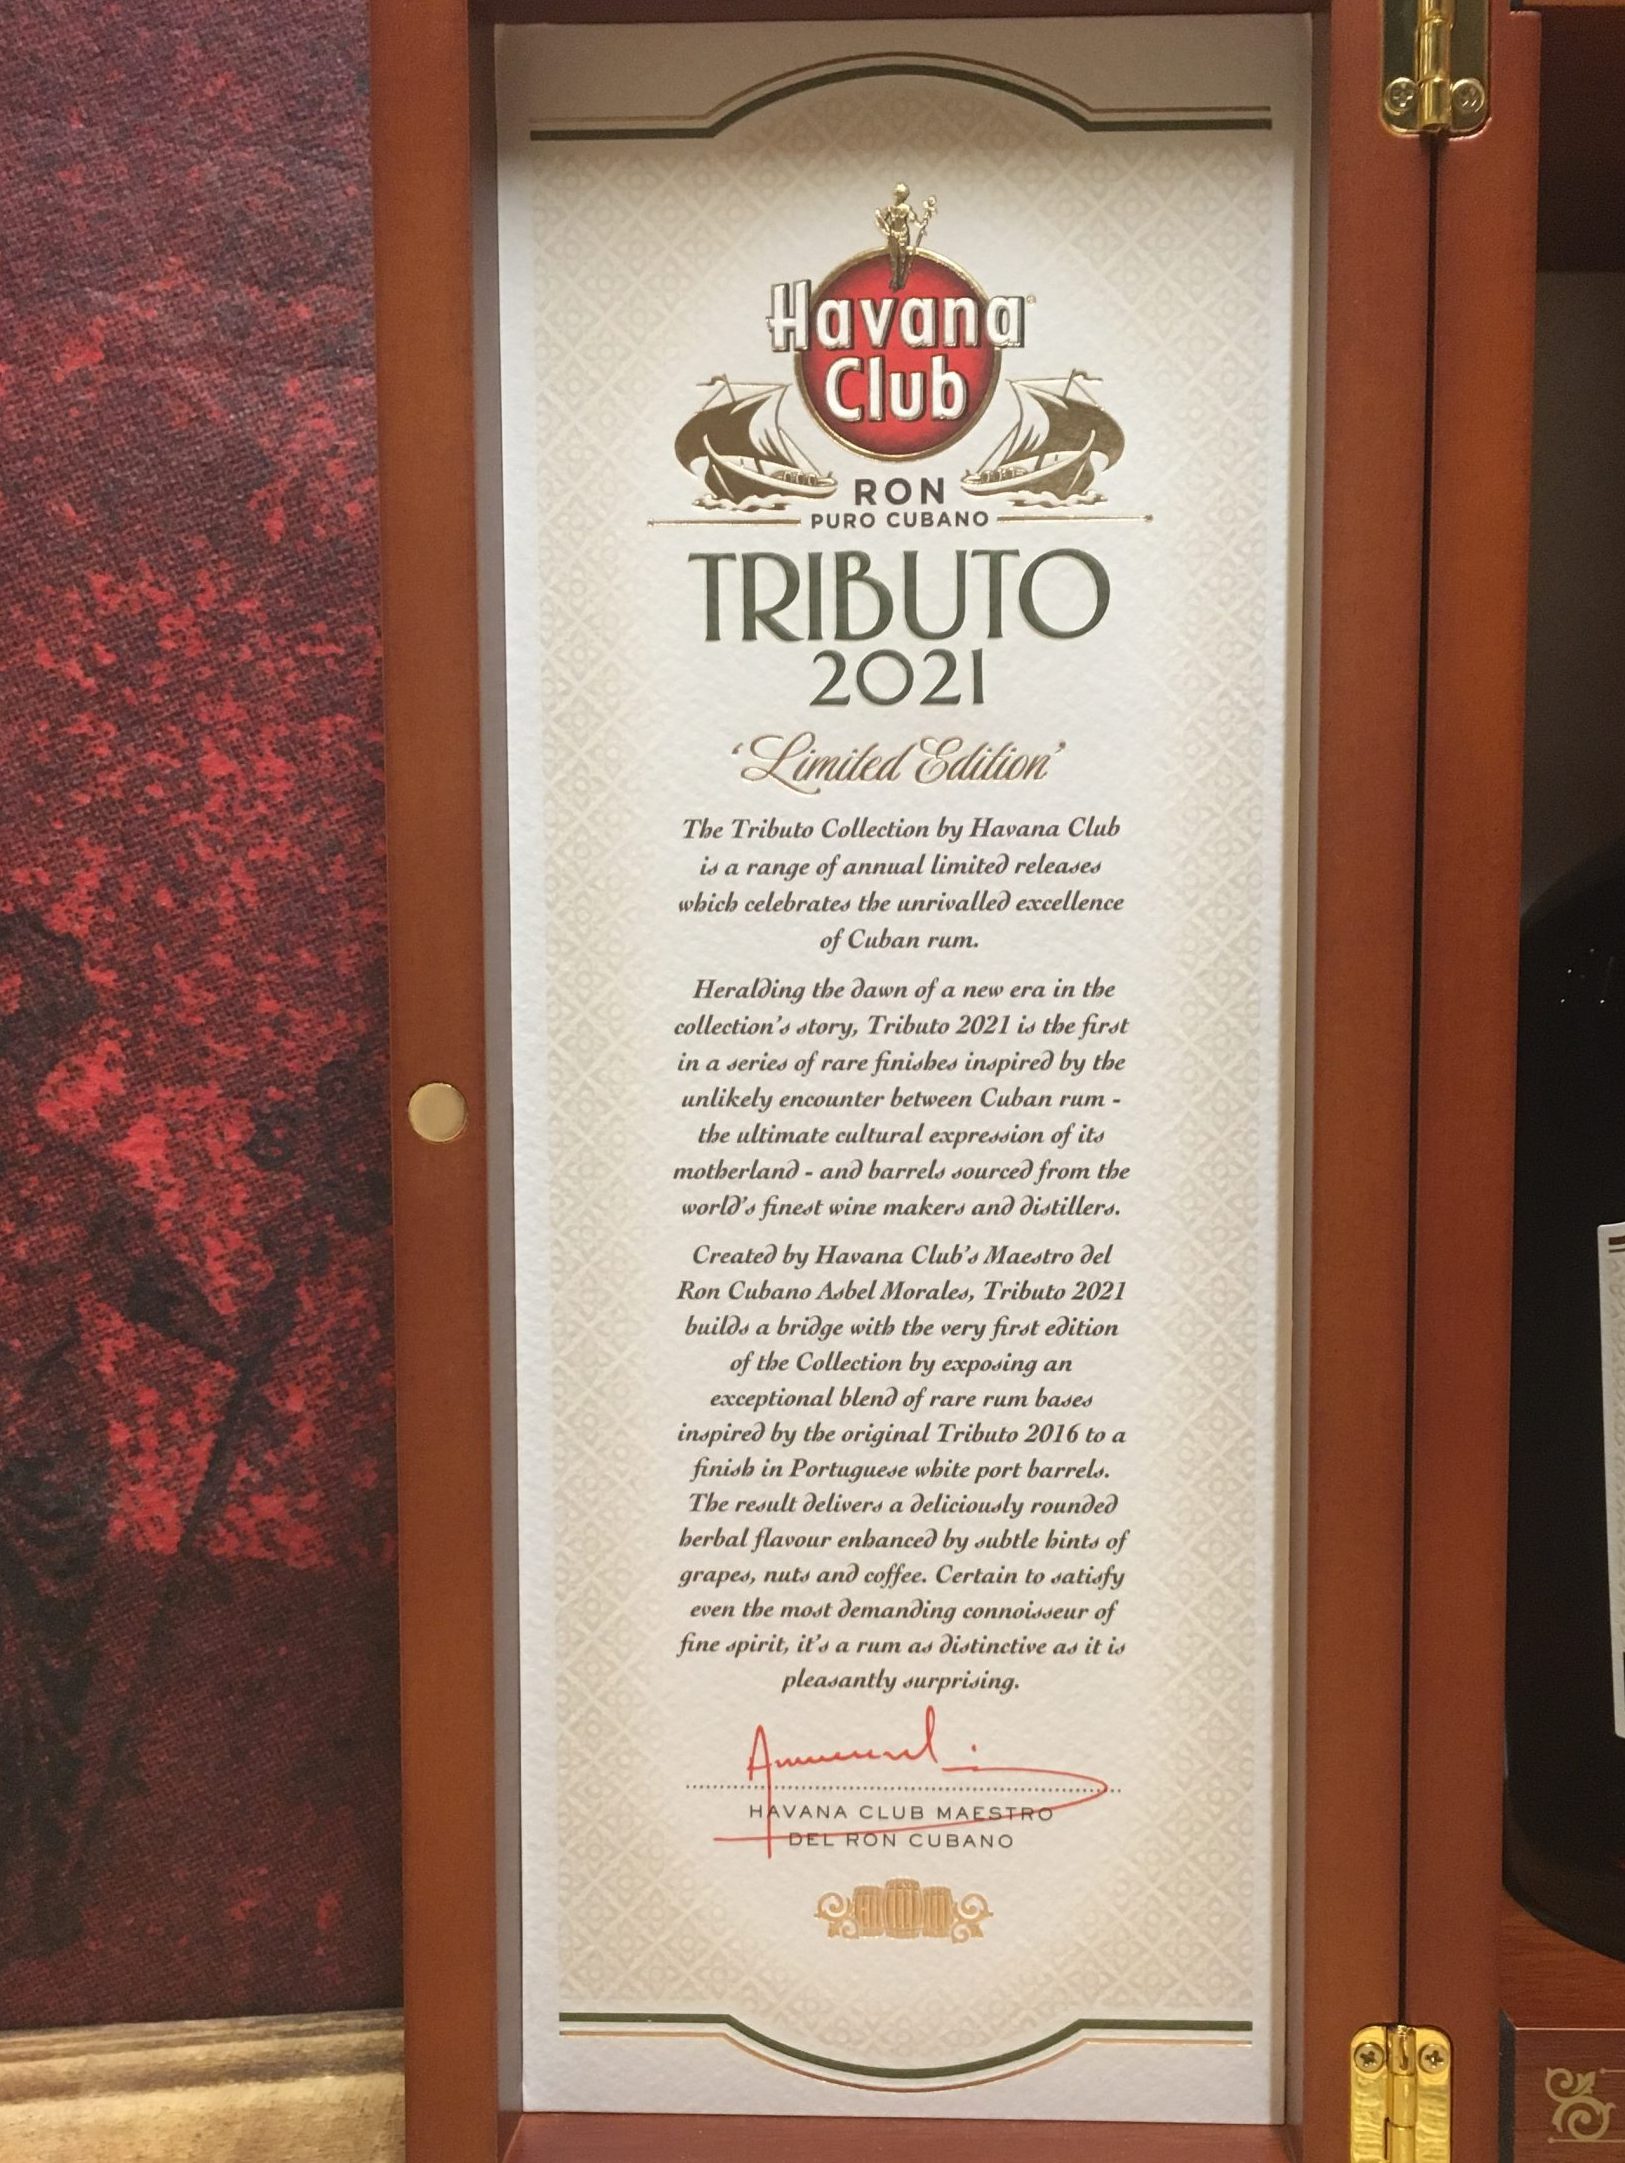 Havana
Club
RON
PURO CUBANO
TRIBUTO
2021
‘Limited Edition’
The Tributo Collection by Havana Club
is a range of annual limited releases
which celebrates the unrivalled excellence
of Cuban rum.
Heralding the dawn of a new era in the
collection's story, Tributo 2021 is the first
in a series of rare finishes inspired by the
unlikely encounter between Cuban rum -
the ultimate cultural expression of its
motherland - and barrels sourced from the
world's finest wine makers and distillers.
Created by Havana Club's Maestro del
Ron Cubano Asbel Morales, Tributo 2021
builds a bridge with the very first edition
of the Collection by exposing an
exceptional blend of rare rum bases
inspired by the original Tributo 2016 to a
finish in Portuguese white port barrels.
The result delivers a deliciously rounded
herbal flavour enhanced by subtle hints of
grapes, nuts and coffee. Certain to satisfy
even the most demanding connoisseur of
fine spirit, it's a rum as distinctive as it is
pleasantly surprising.
HAVANA CLUB MAESTRO
DEL RON CUBANO